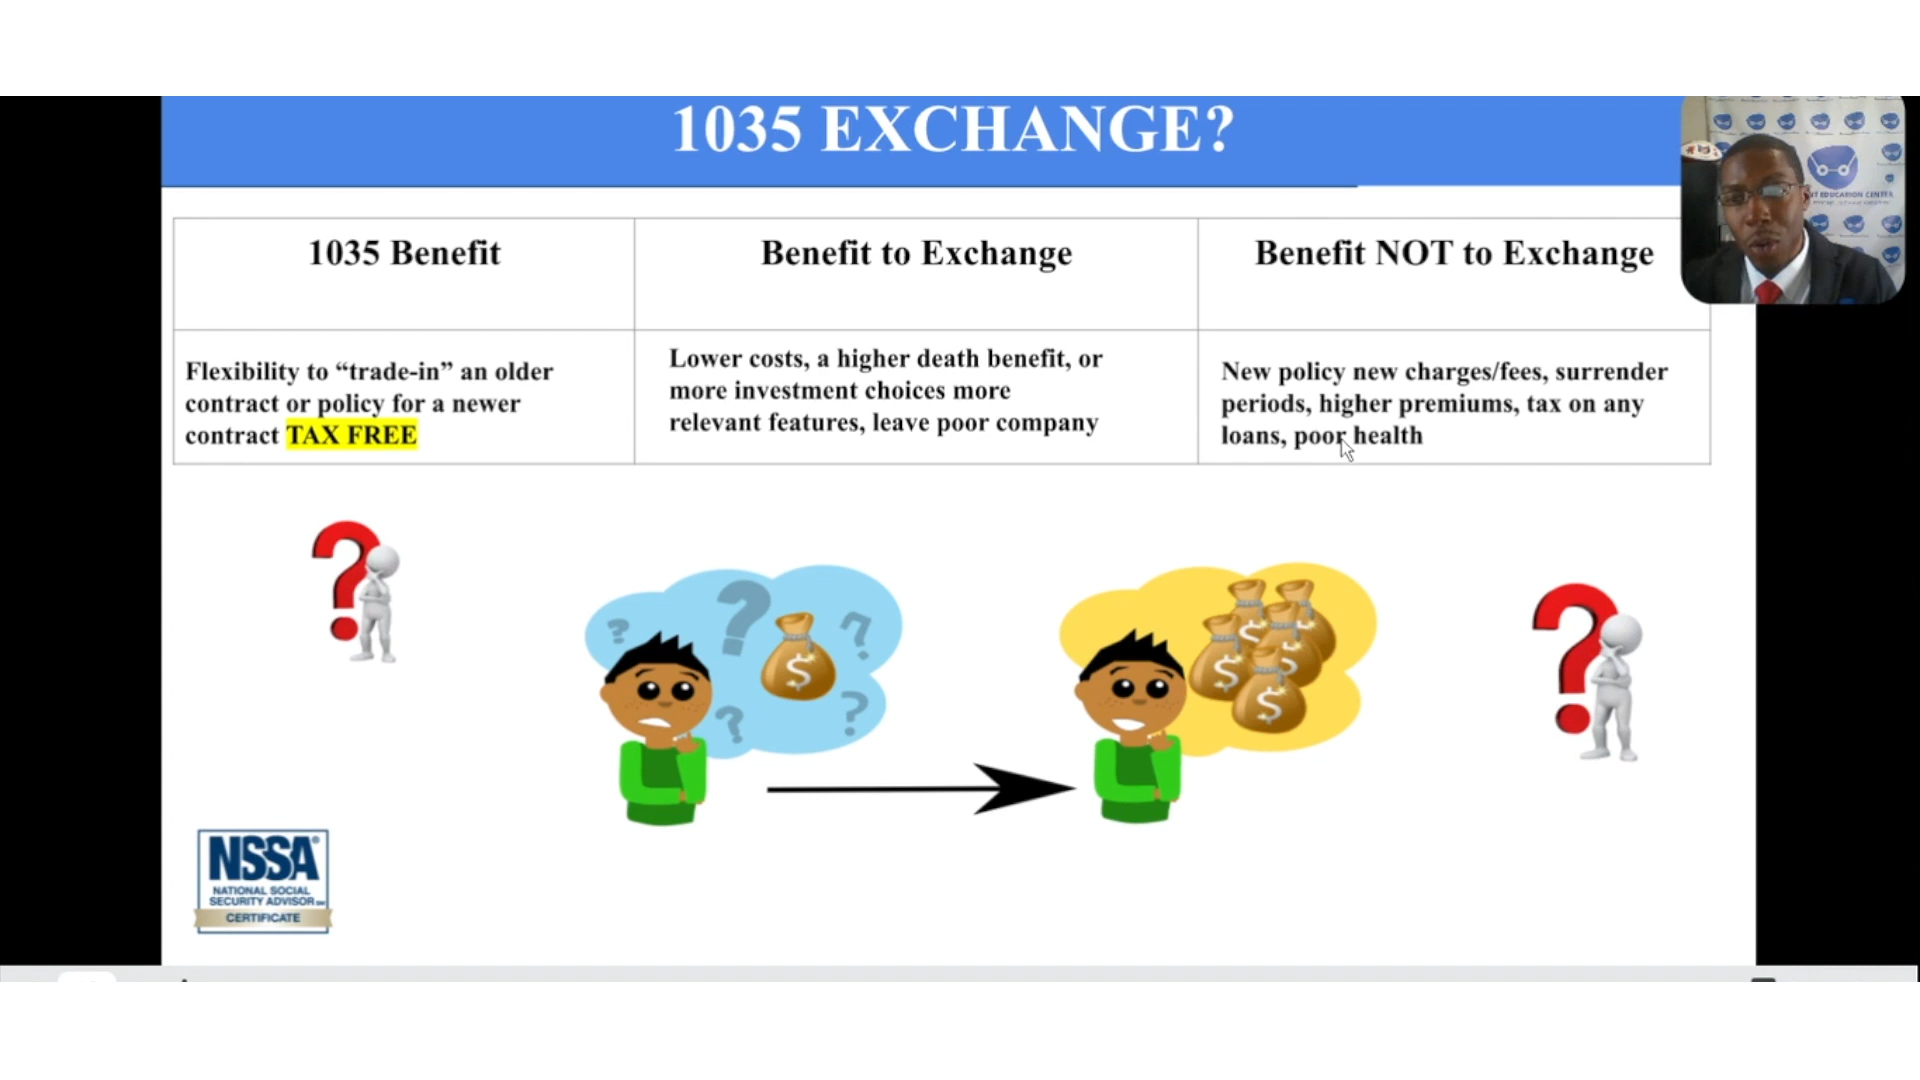 1035 EXCHANGE?
1035 Benefit
Benefit to Exchange
Benefit NOT to Exchange
Flexibility to “trade-in” an older
contract or policy for a newer
contract TAX FREE
Lower costs, a higher death benefit, or
more investment choices more
relevant features, leave poor company
New policy new charges/fees, surrender
periods, higher premiums, tax on any
loans, poor health
NSSA®
NATIONAL SOCIAL
SECURITY ADVISOR
CERTIFICATE
EDUCATION CENTER